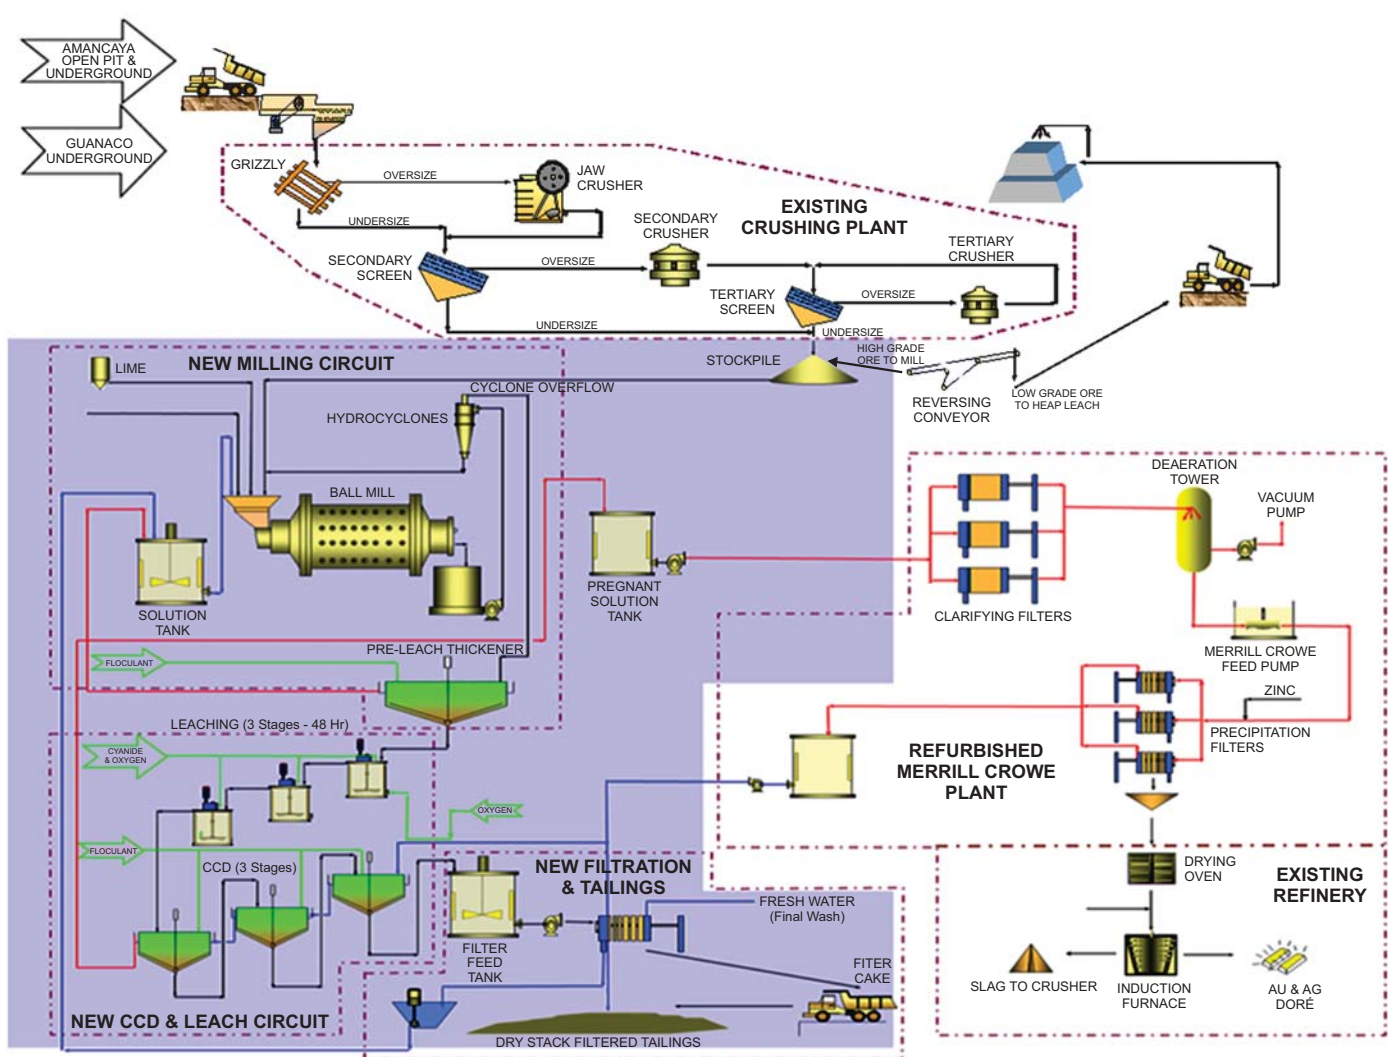 AMANCAYA
OPEN PIT &
UNDERGROUND
GUANACO
UNDERGROUND
GRIZZLY
OVERSIZE
JAW
CRUSHER
UNDERSIZE
EXISTING
CRUSHING PLANT
SECONDARY
CRUSHER
SECONDARY
SCREEN
OVERSIZE
TERTIARY
CRUSHER
TERTIARY
SCREEN
OVERSIZE
UNDERSIZE
UNDERSIZE
STOCKPILE
HIGH GRADE
ORE TO MILL
REVERSING
CONVEYOR
LOW GRADE ORE
TO HEAP LEACH
NEW MILLING CIRCUIT
LIME
CYCLONE OVERFLOW
HYDROCYCLONES
BALL MILL
SOLUTION
TANK
PREGNANT
SOLUTION
TANK
FLOCULANT
PRE-LEACH THICKENER
DEAERATION
TOWER
VACUUM
PUMP
CLARIFYING FILTERS
MERRILL CROWE
FEED PUMP
ZINC
PRECIPITATION
FILTERS
REFURBISHED
MERRILL CROWE
PLANT
LEACHING (3 Stages - 48 Hr)
CYANIDE
& OXYGEN
OXYGEN
FLOCULANT
CCD (3 Stages)
NEW FILTRATION
& TAILINGS
FRESH WATER
(Final Wash)
FILTER
FEED
TANK
FITER
CAKE
NEW CCD & LEACH CIRCUIT
DRY STACK FILTERED TAILINGS
DRYING
OVEN
EXISTING
REFINERY
SLAG TO CRUSHER
INDUCTION
FURNACE
AU & AG
DORÉ